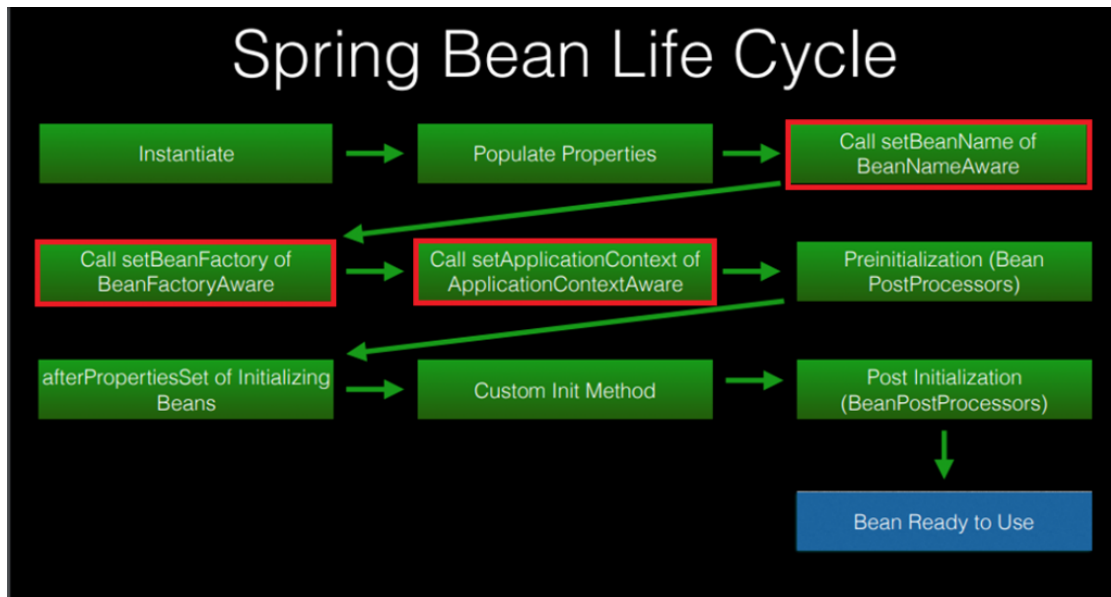 Spring Bean Life Cycle
Instantiate
Populate Properties
Call setBeanName of
BeanNameAware
Call setBeanFactory of
BeanFactoryAware
Call setApplicationContext of
ApplicationContextAware
Preinitialization (Bean
PostProcessors)
afterPropertiesSet of Initializing
Beans
Custom Init Method
Post Initialization
(BeanPostProcessors)
Bean Ready to Use